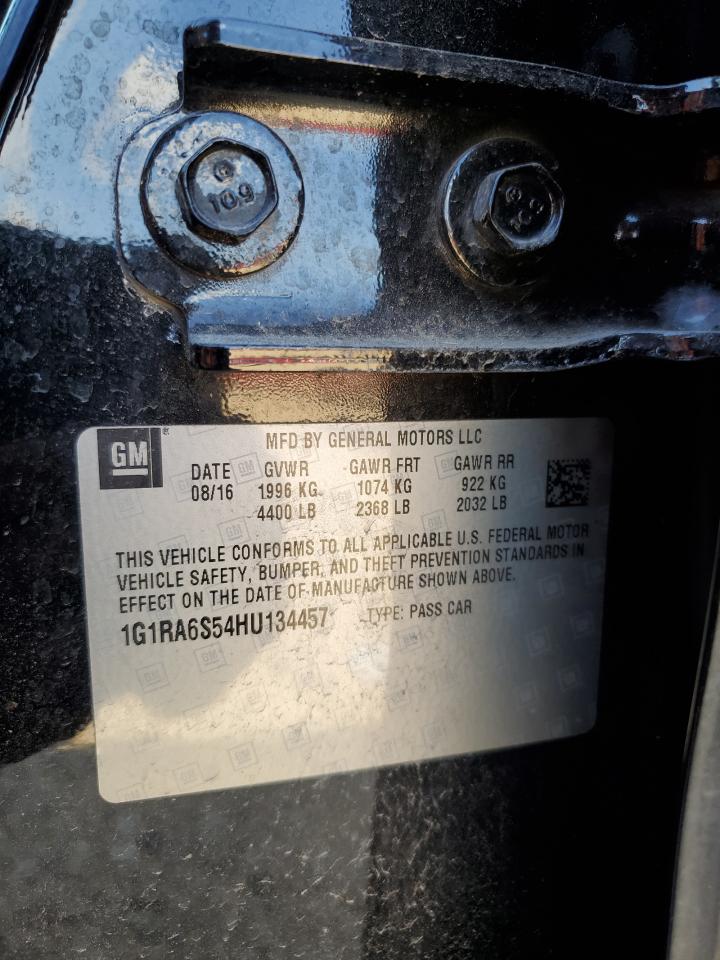 109
GM
MFD BY GENERAL MOTORS LLC
DATE GVWR GAWR FRT GAWR RR
08/16 1996 KG 1074 KG 922 KG
4400 LB 2368 LB 2032 LB
THIS VEHICLE CONFORMS TO ALL APPLICABLE U.S. FEDERAL MOTOR
VEHICLE SAFETY, BUMPER, AND THEFT PREVENTION STANDARDS IN
EFFECT ON THE DATE OF MANUFACTURE SHOWN ABOVE.
1G1RA6S54HU134457 TYPE: PASS CAR